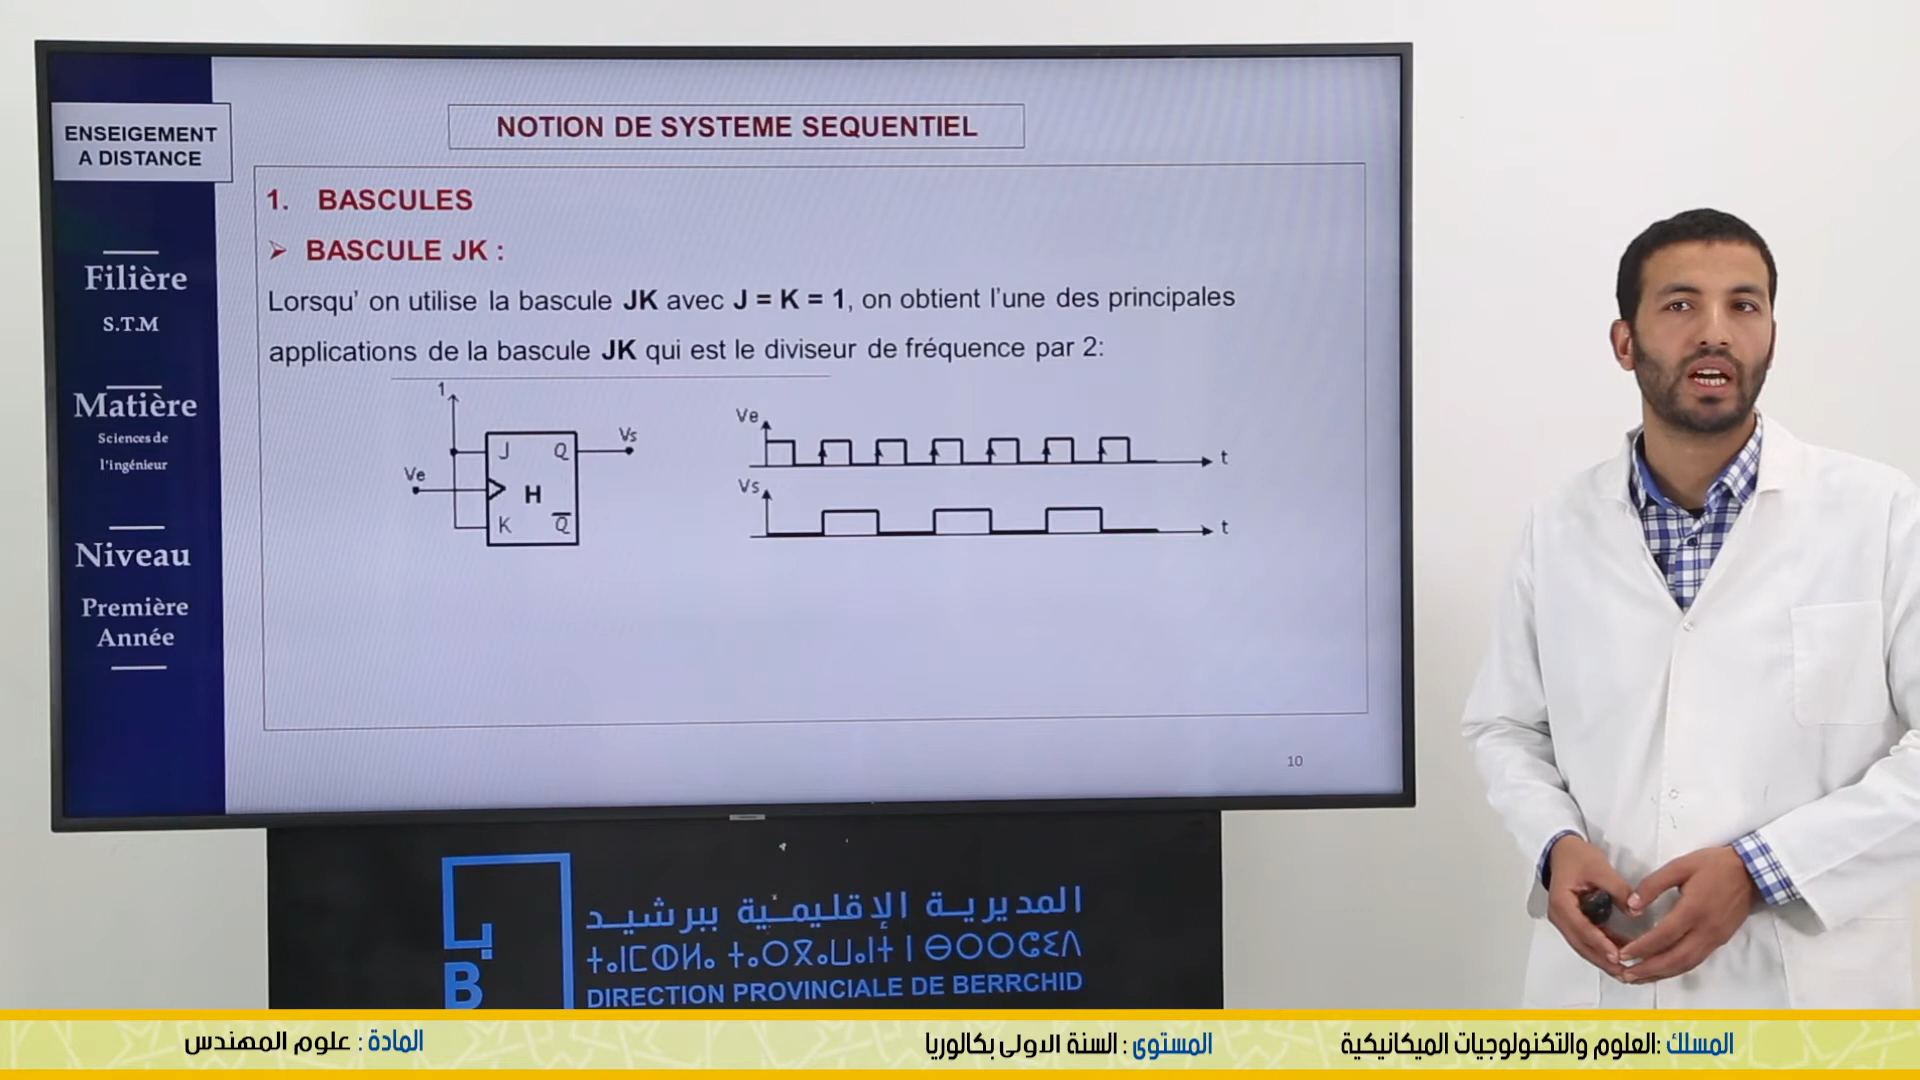 ENSEIGEMENT
A DISTANCE
Filière
S.T.M
Matière
Sciences de
l'ingénieur
Niveau
Première
Année
NOTION DE SYSTEME SEQUENTIEL
1. BASCULES
➢ BASCULE JK :
Lorsqu' on utilise la bascule JK avec J = K = 1, on obtient l'une des principales
applications de la bascule JK qui est le diviseur de fréquence par 2:
1
J Q Vs
Ve
H
K Q̅
Ve
t
Vs
t
10
المديرية الإقليمية ببرشيد
ⵜⴰⵏⵎⵀⵍⴰ ⵜⴰⵔⴳⴰⵡⴰⵏⵜ ⵏ ⴱⵔⵔⵛⵉⴷ
DIRECTION PROVINCIALE DE BERRCHID
B
المسلك :العلوم والتكنولوجيات الميكانيكية
المستوى : السنة الاولى بكالوريا
المادة : علوم المهندس